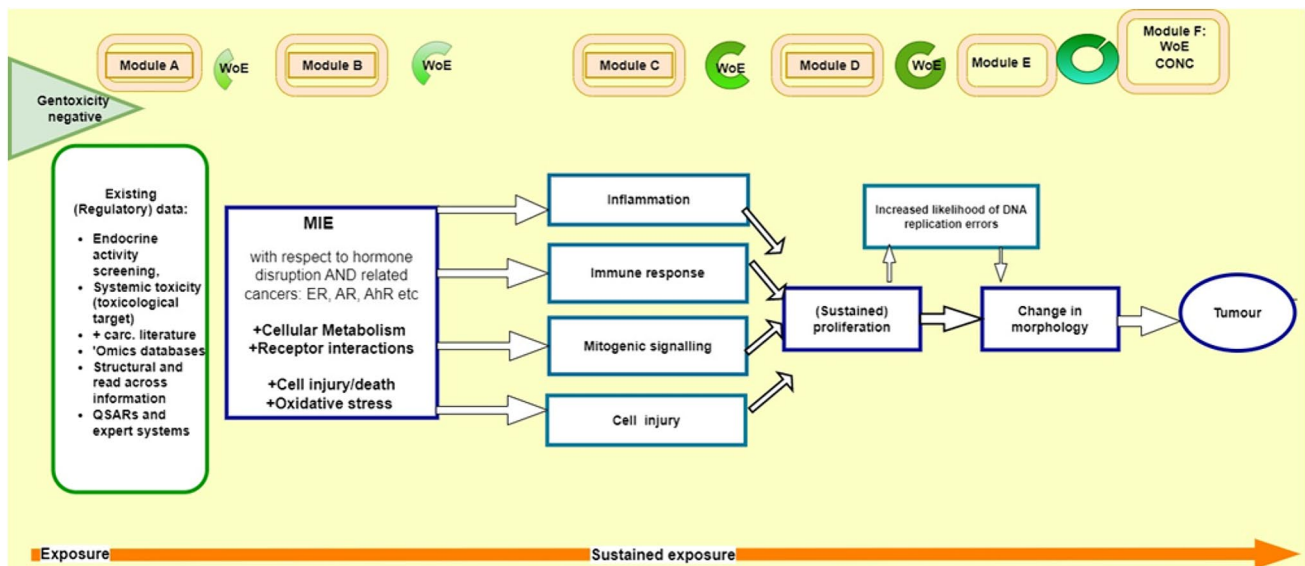 Module A
WoE
Module B
WoE
Module C
WoE
Module D
WoE
Module E
Module F:
WoE
CONC
Gentoxicity
negative
Existing
(Regulatory) data:
• Endocrine
activity
screening,
• Systemic toxicity
(toxicological
target)
• + carc. literature
• 'Omics databases
• Structural and
read across
information
• QSARs and
expert systems
MIE
with respect to hormone
disruption AND related
cancers: ER, AR, AhR etc
+Cellular Metabolism
+Receptor interactions
+Cell injury/death
+Oxidative stress
Inflammation
Immune response
Mitogenic signalling
Cell injury
(Sustained)
proliferation
Increased likelihood of DNA
replication errors
Change in
morphology
Tumour
Exposure
Sustained exposure